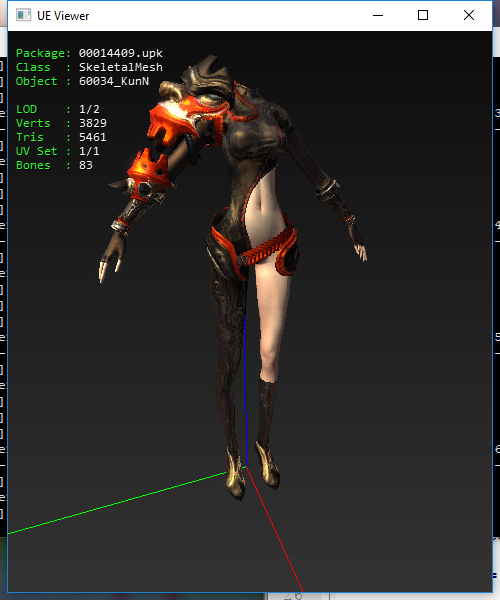 UE Viewer
Package: 00014409.upk
Class  : SkeletalMesh
Object : 60034_KunN
LOD    : 1/2
Verts  : 3829
Tris   : 5461
UV Set : 1/1
Bones  : 83